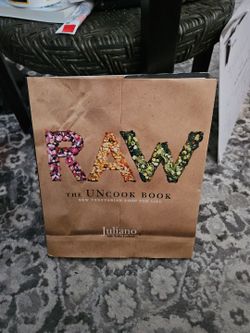 RAW
THE UNCOOK BOOK
NEW VEGETARIAN FOOD FOR LIFE
Juliano